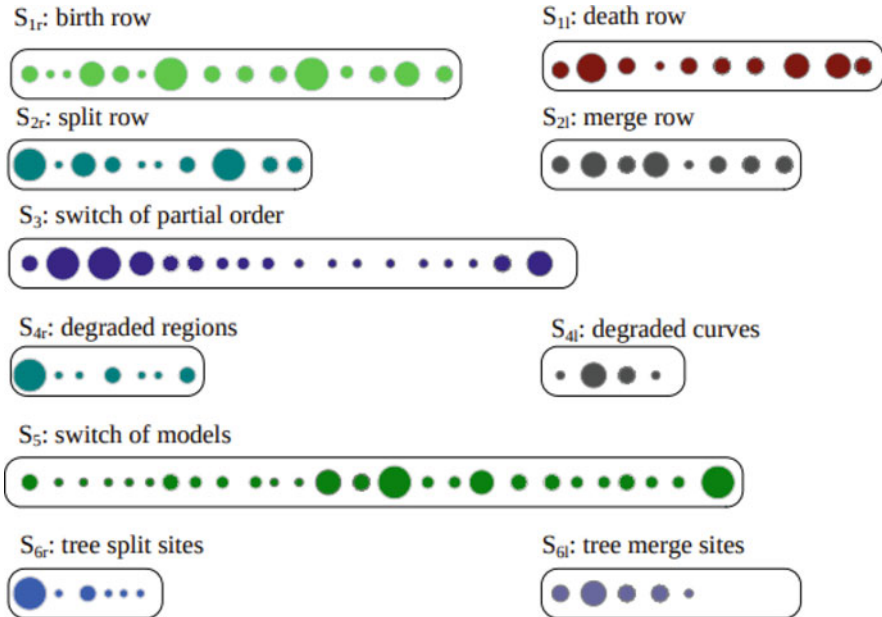 S1r: birth row
S1l: death row
S2r: split row
S2l: merge row
S3: switch of partial order
S4r: degraded regions
S4l: degraded curves
S5: switch of models
S6r: tree split sites
S6l: tree merge sites